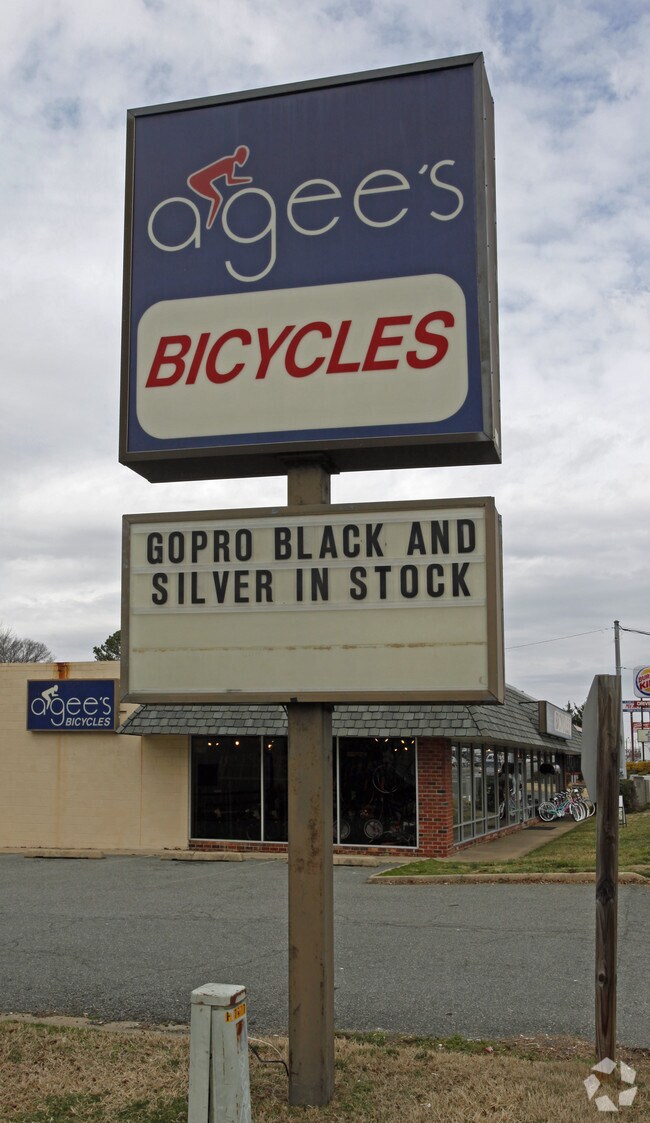 agee's
BICYCLES
GOPRO BLACK AND
SILVER IN STOCK
agee's
BICYCLES